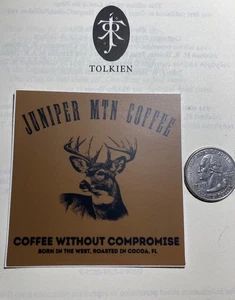 TOLKIEN
JUNIPER MTN COFFEE
COFFEE WITHOUT COMPROMISE
BORN IN THE WEST, ROASTED IN COCOA, FL